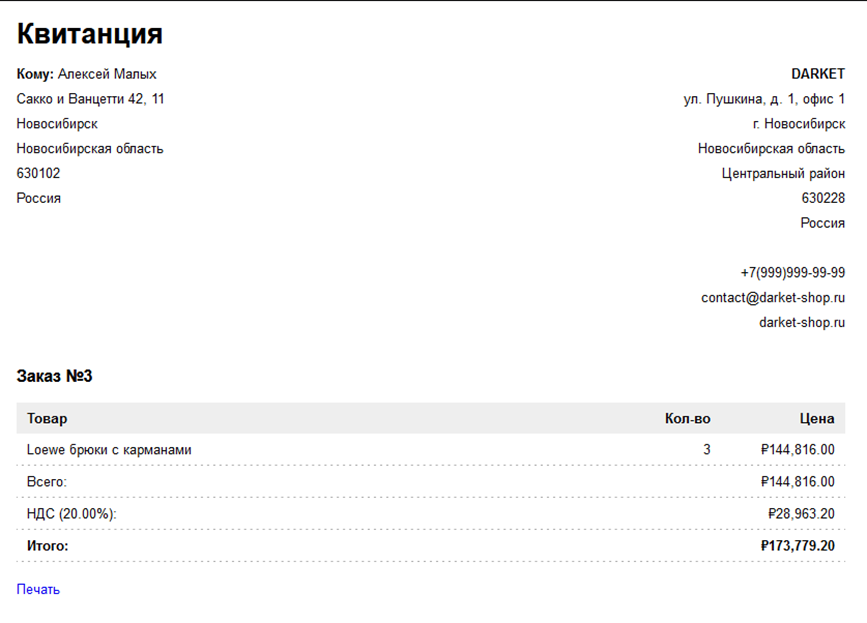 Квитанция
Кому: Алексей Малых
Сакко и Ванцетти 42, 11
Новосибирск
Новосибирская область
630102
Россия
DARKET
ул. Пушкина, д. 1, офис 1
г. Новосибирск
Новосибирская область
Центральный район
630228
Россия
+7(999)999-99-99
contact@darket-shop.ru
darket-shop.ru
Заказ №3
Товар Кол-во Цена
Loewe брюки с карманами 3 ₽144,816.00
Всего: ₽144,816.00
НДС (20.00%): ₽28,963.20
Итого: ₽173,779.20
Печать